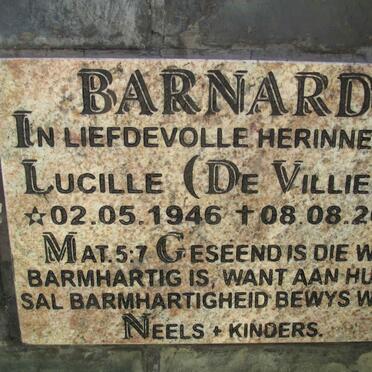 BARNARD
IN LIEFDEVOLLE HERINNE
LUCILLE (DE VILLIE
☆02.05.1946 ✝08.08.2
MAT.5:7 GESEEND IS DIE W
BARMHARTIG IS, WANT AAN HU
SAL BARMHARTIGHEID BEWYS W
NEELS + KINDERS.